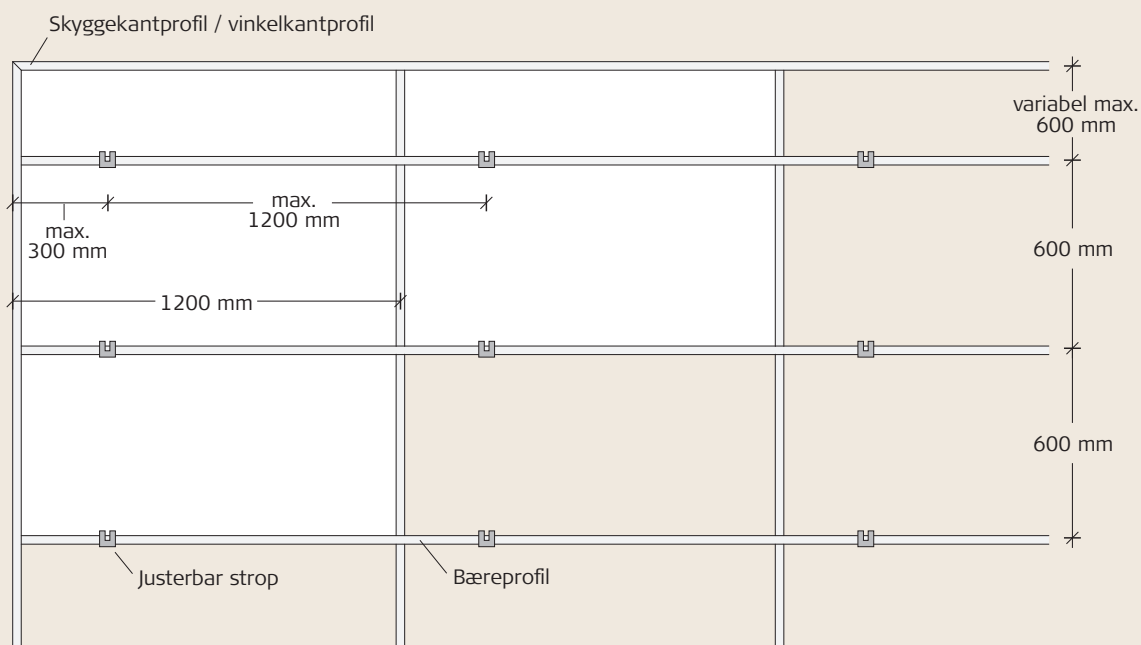 Skyggekantprofil / vinkelkantprofil
variabel max.
600 mm
max.
1200 mm
max.
300 mm
600 mm
1200 mm
600 mm
Justerbar strop
Bæreprofil